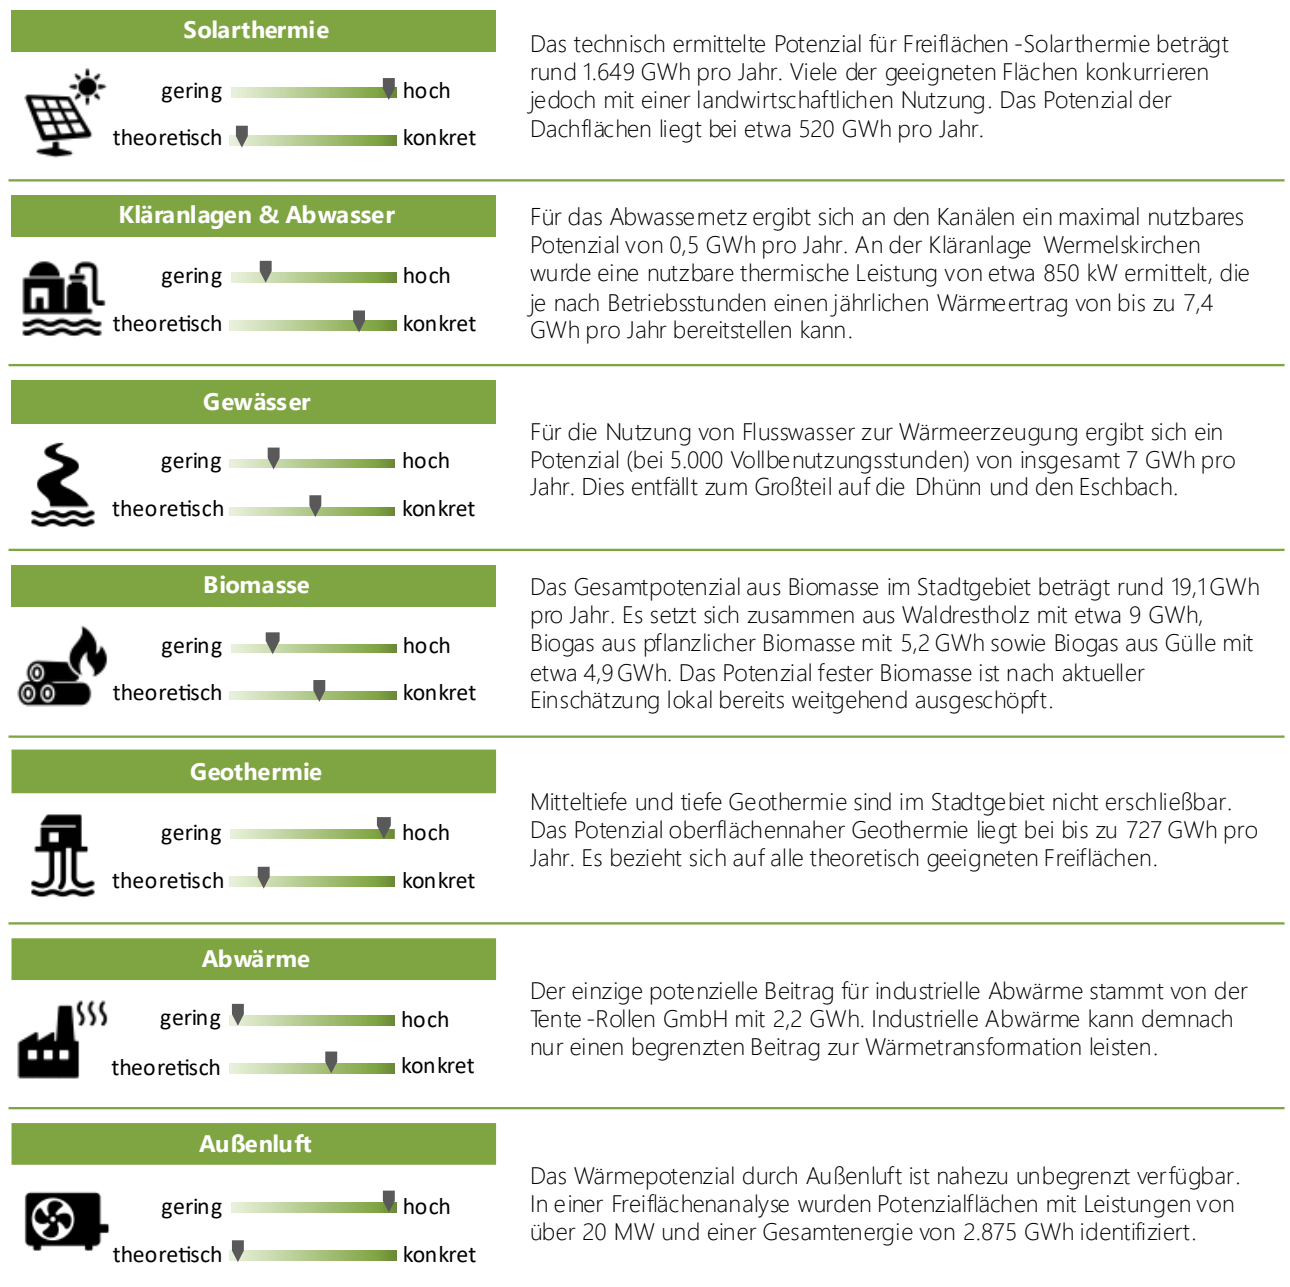 Solarthermie
gering hoch
theoretisch konkret
Das technisch ermittelte Potenzial für Freiflächen-Solarthermie beträgt
rund 1.649 GWh pro Jahr. Viele der geeigneten Flächen konkurrieren
jedoch mit einer landwirtschaftlichen Nutzung. Das Potenzial der
Dachflächen liegt bei etwa 520 GWh pro Jahr.
Kläranlagen & Abwasser
gering hoch
theoretisch konkret
Für das Abwassernetz ergibt sich an den Kanälen ein maximal nutzbares
Potenzial von 0,5 GWh pro Jahr. An der Kläranlage Wermelskirchen
wurde eine nutzbare thermische Leistung von etwa 850 kW ermittelt, die
je nach Betriebsstunden einen jährlichen Wärmeertrag von bis zu 7,4
GWh pro Jahr bereitstellen kann.
Gewässer
gering hoch
theoretisch konkret
Für die Nutzung von Flusswasser zur Wärmeerzeugung ergibt sich ein
Potenzial (bei 5.000 Vollbenutzungsstunden) von insgesamt 7 GWh pro
Jahr. Dies entfällt zum Großteil auf die Dhünn und den Eschbach.
Biomasse
gering hoch
theoretisch konkret
Das Gesamtpotenzial aus Biomasse im Stadtgebiet beträgt rund 19,1 GWh
pro Jahr. Es setzt sich zusammen aus Waldrestholz mit etwa 9 GWh,
Biogas aus pflanzlicher Biomasse mit 5,2 GWh sowie Biogas aus Gülle mit
etwa 4,9 GWh. Das Potenzial fester Biomasse ist nach aktueller
Einschätzung lokal bereits weitgehend ausgeschöpft.
Geothermie
gering hoch
theoretisch konkret
Mitteltiefe und tiefe Geothermie sind im Stadtgebiet nicht erschließbar.
Das Potenzial oberflächennaher Geothermie liegt bei bis zu 727 GWh pro
Jahr. Es bezieht sich auf alle theoretisch geeigneten Freiflächen.
Abwärme
gering hoch
theoretisch konkret
Der einzige potenzielle Beitrag für industrielle Abwärme stammt von der
Tente-Rollen GmbH mit 2,2 GWh. Industrielle Abwärme kann demnach
nur einen begrenzten Beitrag zur Wärmetransformation leisten.
Außenluft
gering hoch
theoretisch konkret
Das Wärmepotenzial durch Außenluft ist nahezu unbegrenzt verfügbar.
In einer Freiflächenanalyse wurden Potenzialflächen mit Leistungen von
über 20 MW und einer Gesamtenergie von 2.875 GWh identifiziert.